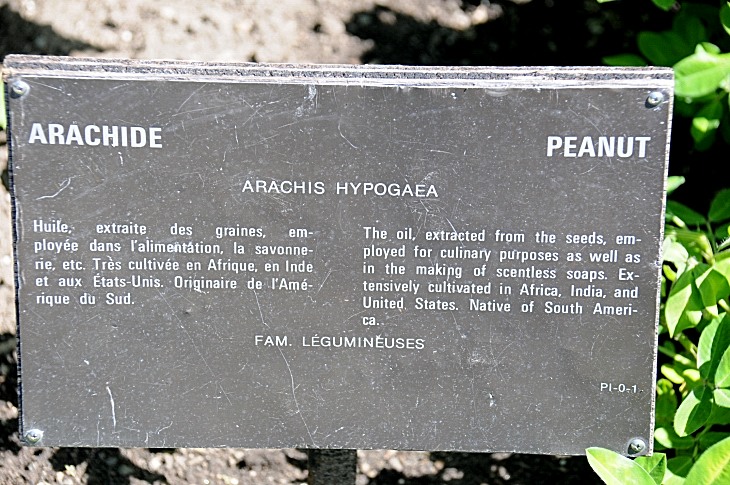 ARACHIDE
PEANUT
ARACHIS HYPOGAEA
Huile, extraite des graines, em-
ployée dans l'alimentation, la savonne-
rie, etc. Très cultivée en Afrique, en Inde
et aux États-Unis. Originaire de l'Amé-
rique du Sud.
The oil, extracted from the seeds, em-
ployed for culinary purposes as well as
in the making of scentless soaps. Ex-
tensively cultivated in Africa, India, and
United States. Native of South Ameri-
ca.
FAM. LÉGUMINEUSES
PI-0-1